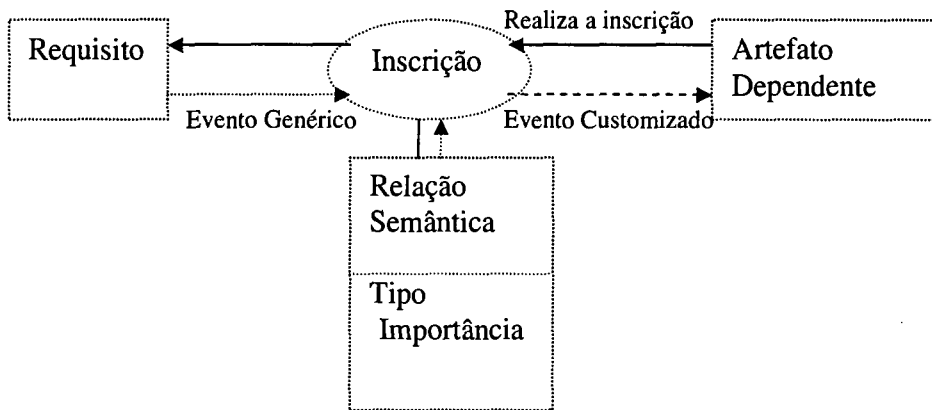 Realiza a inscrição
Requisito
Inscrição
Artefato
Dependente
Evento Genérico
Evento Customizado
Relação
Semântica
Tipo
Importância